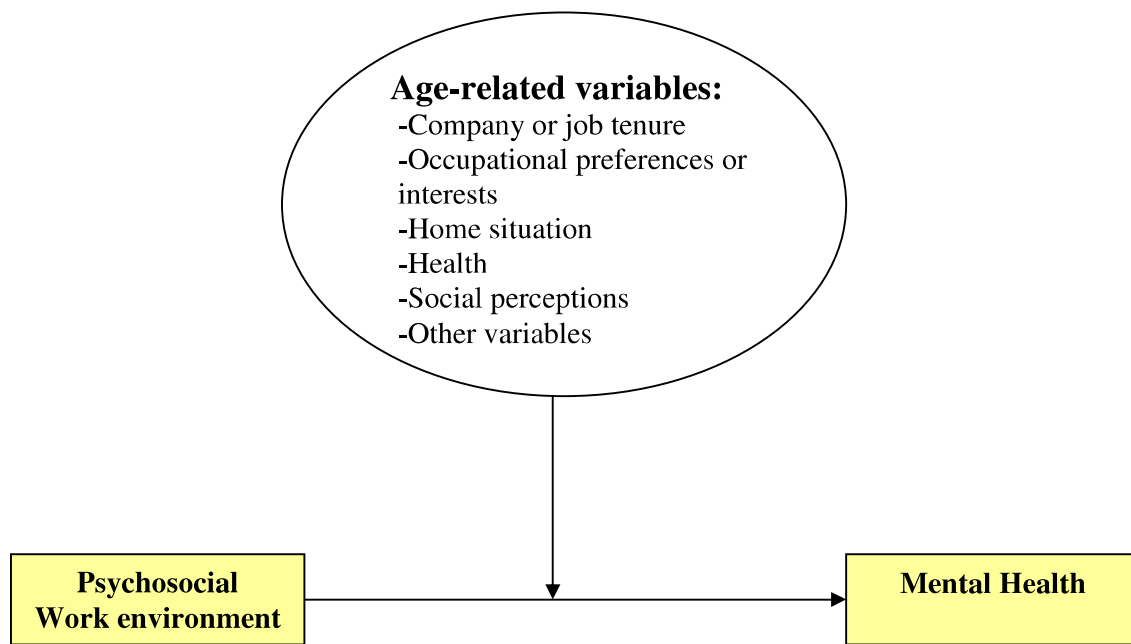 Age-related variables:
-Company or job tenure
-Occupational preferences or
interests
-Home situation
-Health
-Social perceptions
-Other variables
Psychosocial
Work environment
Mental Health